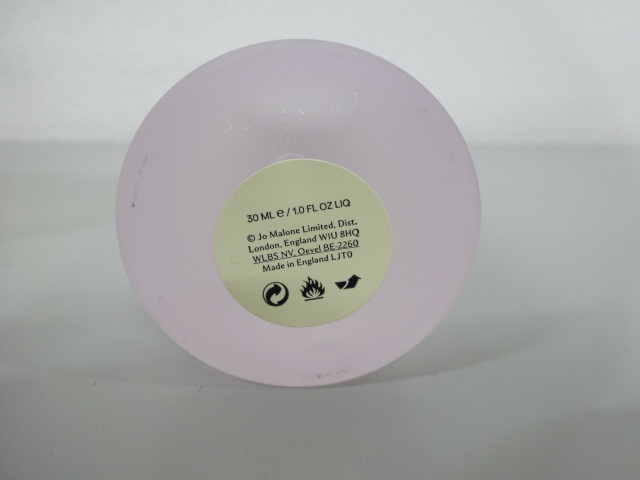 30 ML e / 1.0 FL OZ LIQ
© Jo Malone Limited, Dist.
London, England W1U 8HQ
WLBS NV, Oevel BE-2260
Made in England LJT0